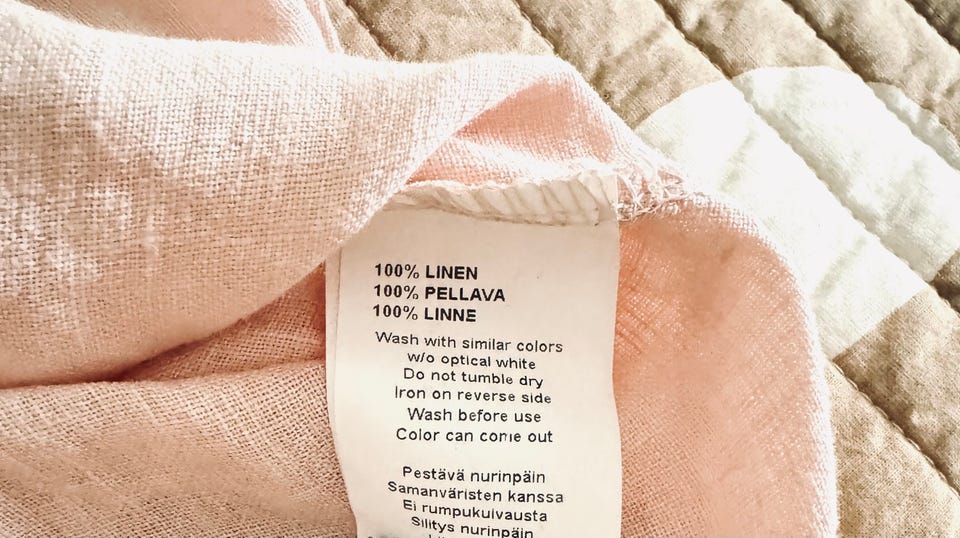 100% LINEN
100% PELLAVA
100% LINNE
Wash with similar colors
w/o optical white
Do not tumble dry
Iron on reverse side
Wash before use
Color can come out
Pestävä nurinpäin
Samanväristen kanssa
Ei rumpukuivausta
Silitys nurinpäin